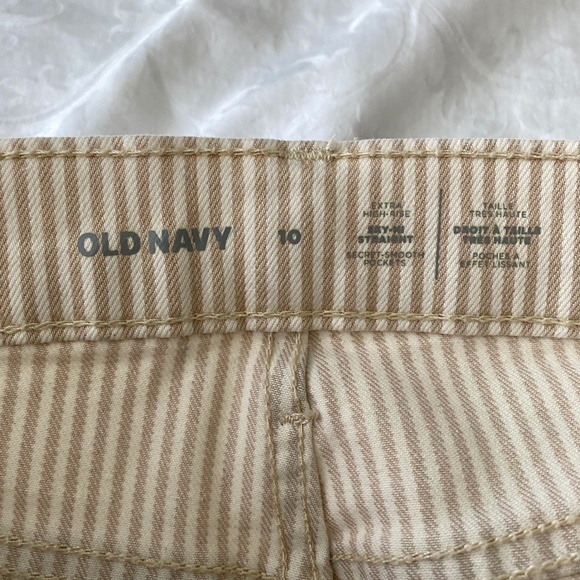 OLD NAVY
10
EXTRA
HIGH-RISE
SKY-HI
STRAIGHT
SECRET-SMOOTH
POCKETS
TAILLE
TRÈS HAUTE
DROIT À TAILLE
TRÈS HAUTE
POCHES À
EFFET LISSANT